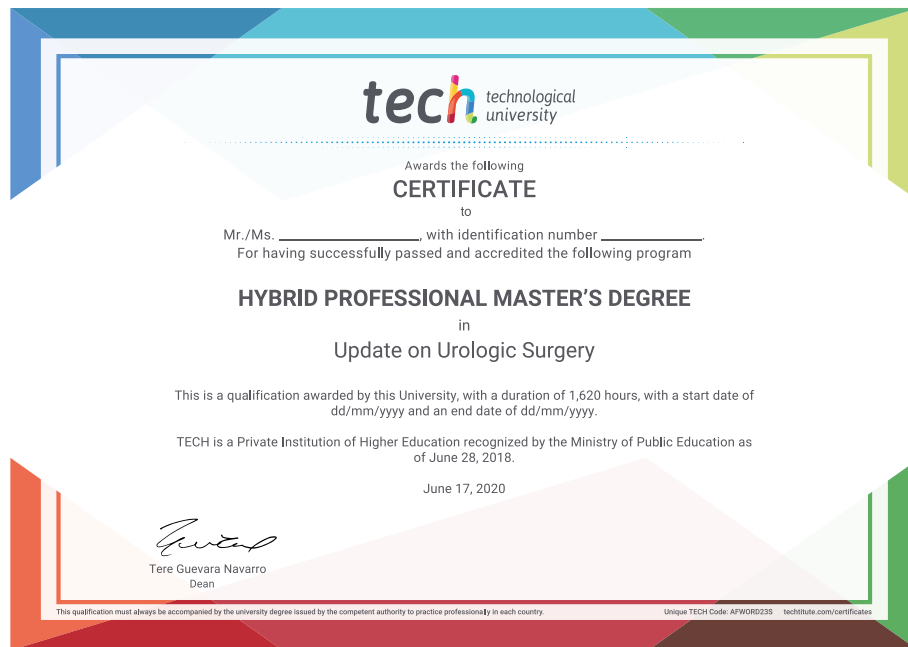 tech technological
university
Awards the following
CERTIFICATE
to
Mr./Ms. ____________________, with identification number ______________.
For having successfully passed and accredited the following program
HYBRID PROFESSIONAL MASTER'S DEGREE
in
Update on Urologic Surgery
This is a qualification awarded by this University, with a duration of 1,620 hours, with a start date of
dd/mm/yyyy and an end date of dd/mm/yyyy.
TECH is a Private Institution of Higher Education recognized by the Ministry of Public Education as
of June 28, 2018.
June 17, 2020
Tere Guevara Navarro
Dean
This qualification must always be accompanied by the university degree issued by the competent authority to practice professionally in each country. Unique TECH Code: AFWORD23S techtitute.com/certificates